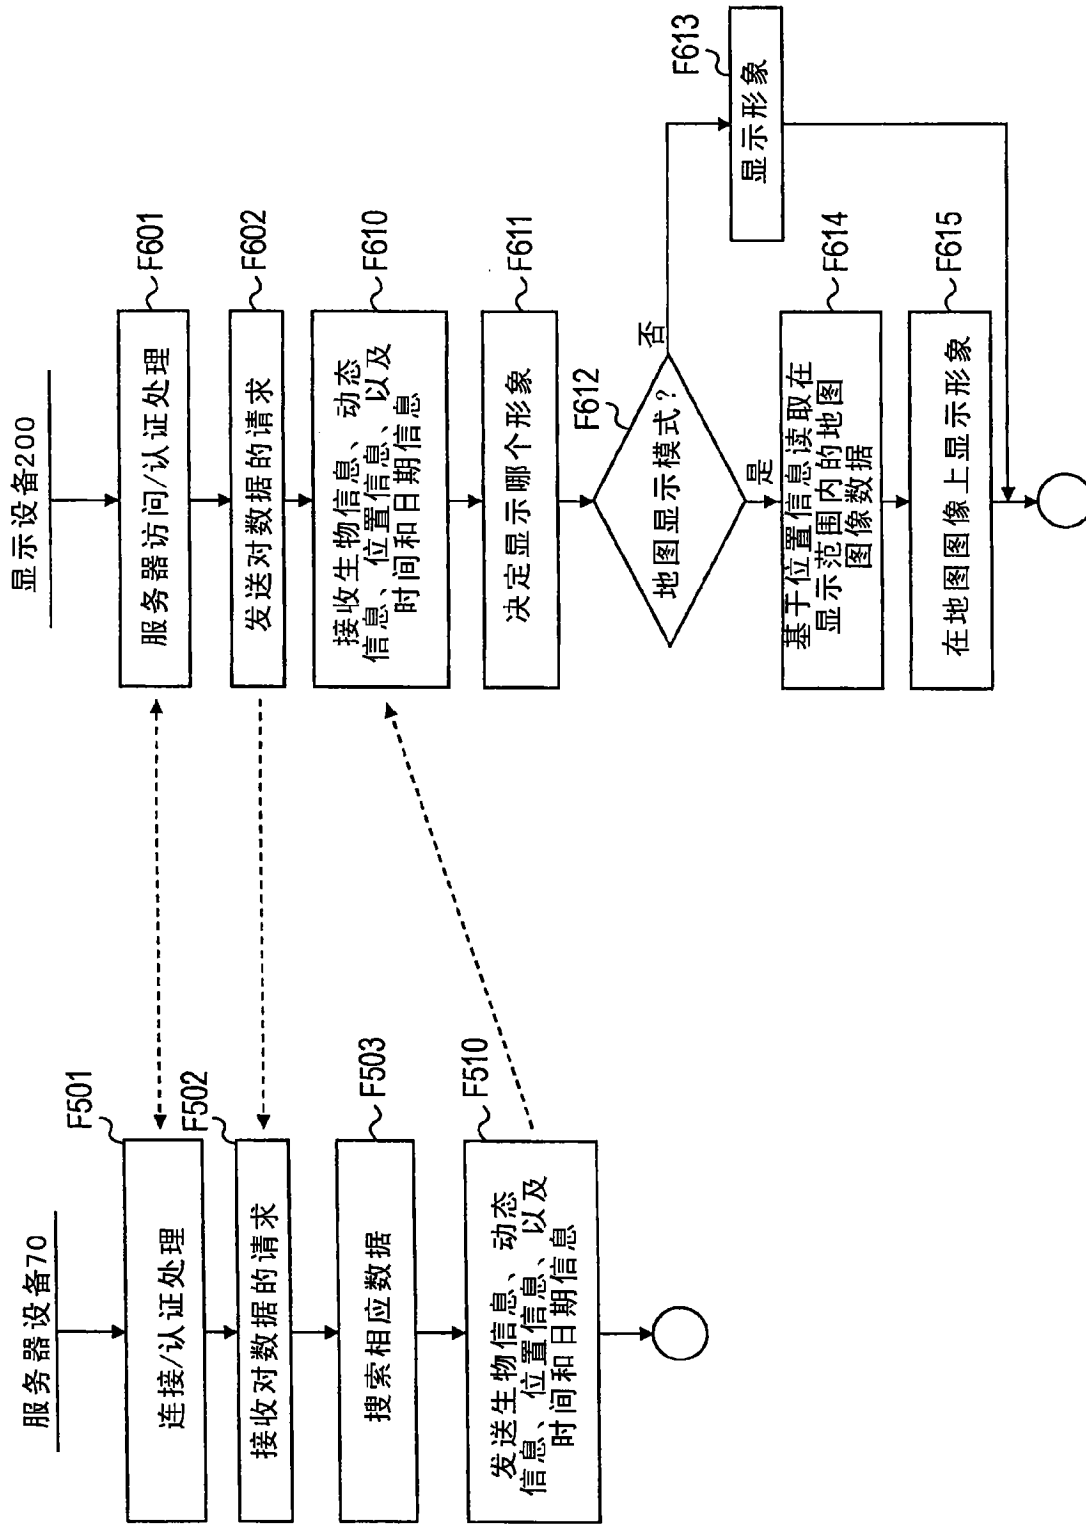 服务器设备70
F501
连接/认证处理
F502
接收对数据的请求
F503
搜索相应数据
F510
发送生物信息、动态
信息、位置信息、以及
时间和日期信息
显示设备200
F601
服务器访问/认证处理
F602
发送对数据的请求
F610
接收生物信息、动态
信息、位置信息、以及
时间和日期信息
F611
决定显示哪个形象
F612
地图显示模式?
否
是
F613
显示形象
F614
基于位置信息读取在
显示范围内的地图
图像数据
F615
在地图图像上显示形象